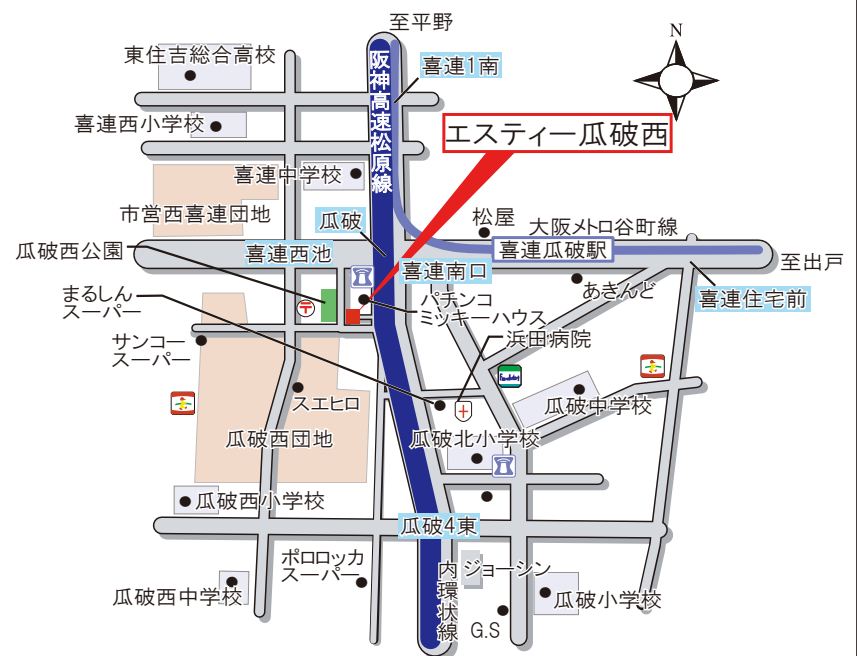 至平野
N
東住吉総合高校
阪神高速松原線
喜連1南
喜連西小学校
エスティー瓜破西
喜連中学校
市営西喜連団地
瓜破
松屋
大阪メトロ谷町線
瓜破西公園
喜連西池
喜連瓜破駅
至出戸
喜連南口
まるしん
スーパー
パチンコ
ミッキーハウス
あきんど
喜連住宅前
〒
サンコー
スーパー
浜田病院
スエヒロ
瓜破中学校
瓜破西団地
瓜破北小学校
瓜破西小学校
瓜破4東
ポロロッカ
スーパー
内環状線
ジョーシン
瓜破西中学校
瓜破小学校
G.S